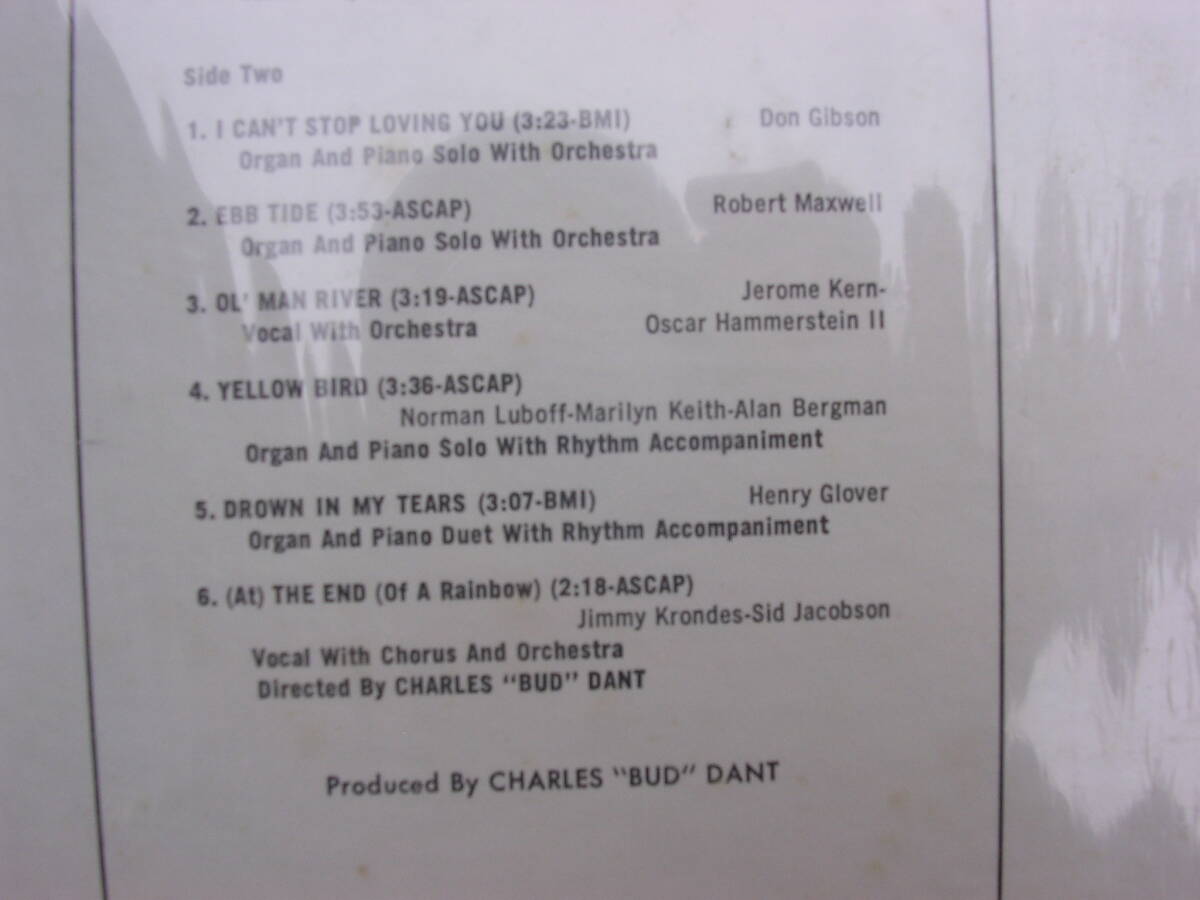 Side Two
1. I CAN'T STOP LOVING YOU (3:23-BMI) Don Gibson
Organ And Piano Solo With Orchestra
2. EBB TIDE (3:53-ASCAP) Robert Maxwell
Organ And Piano Solo With Orchestra
3. OL' MAN RIVER (3:19-ASCAP) Jerome Kern-
Vocal With Orchestra Oscar Hammerstein II
4. YELLOW BIRD (3:36-ASCAP)
Norman Luboff-Marilyn Keith-Alan Bergman
Organ And Piano Solo With Rhythm Accompaniment
5. DROWN IN MY TEARS (3:07-BMI) Henry Glover
Organ And Piano Duet With Rhythm Accompaniment
6. (At) THE END (Of A Rainbow) (2:18-ASCAP)
Jimmy Krondes-Sid Jacobson
Vocal With Chorus And Orchestra
Directed By CHARLES "BUD" DANT
Produced By CHARLES "BUD" DANT